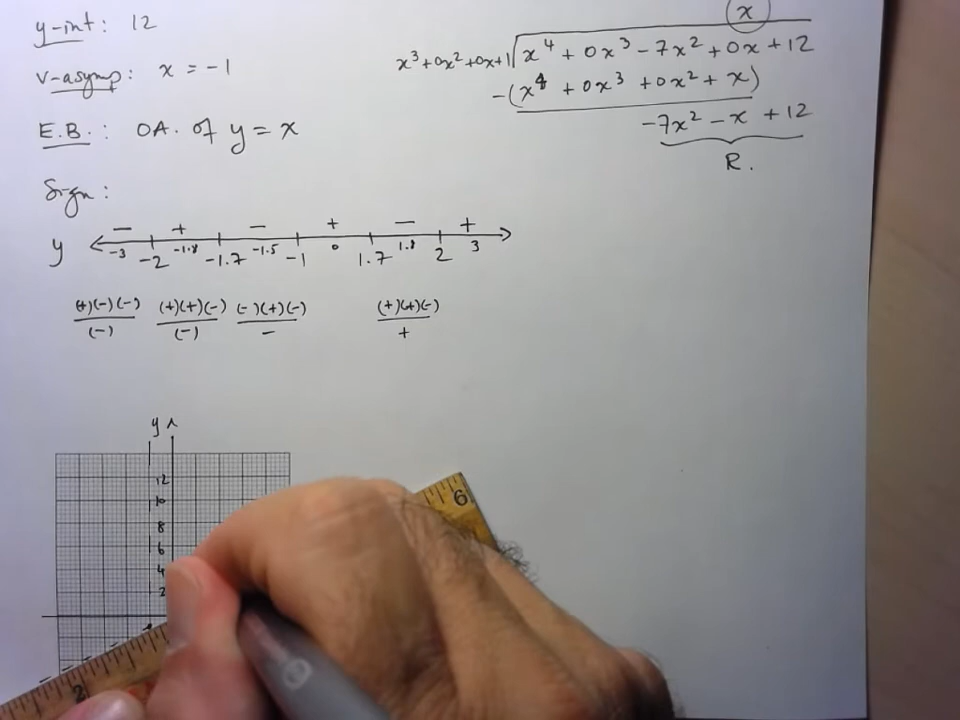 y-int: 12
v-asymp: x = -1
E.B.: OA. of y = x
Sign:
y
− + − + − +
-3 -2 -1.8 -1.7 -1.5 -1 0 1.7 1.8 2 3
(+)(-)(-) / (-)
(+)(+)(-) / (-)
(-)(+)(-) / -
(+)(+)(-) / +
x
x³+0x²+0x+1 x⁴ + 0x³ - 7x² + 0x + 12
-(x⁴ + 0x³ + 0x² + x)
-7x² - x + 12
R.
y
12
10
8
6
4
2
6
2